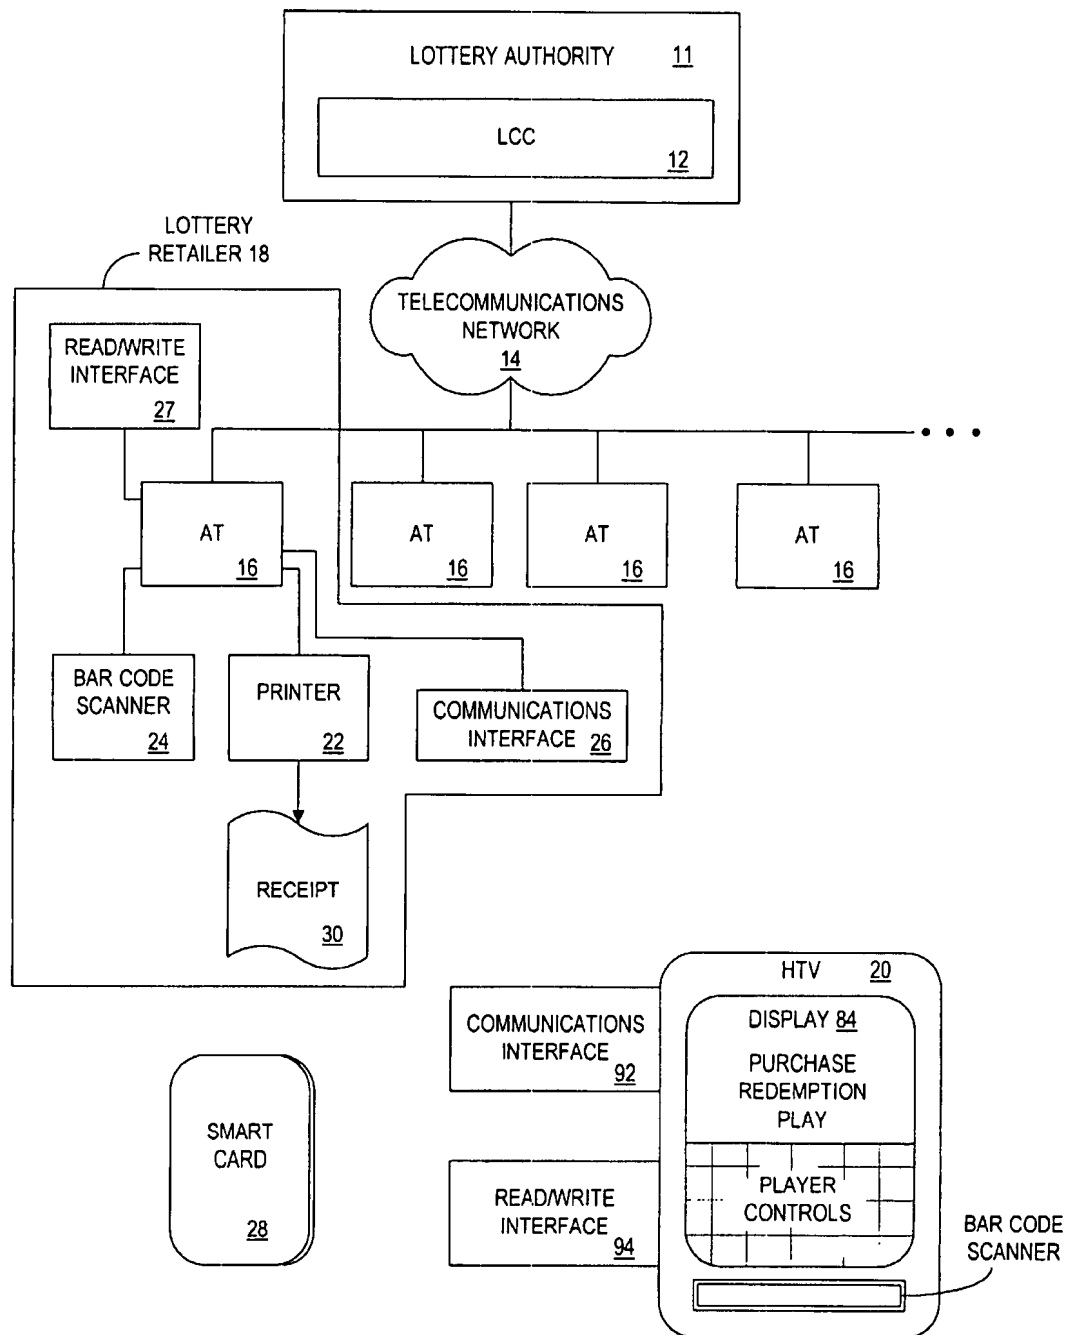 LOTTERY AUTHORITY 11
LCC
12
LOTTERY
RETAILER 18
TELECOMMUNICATIONS
NETWORK
14
READ/WRITE
INTERFACE
27
AT
16
AT
16
AT
16
AT
16
BAR CODE
SCANNER
24
PRINTER
22
COMMUNICATIONS
INTERFACE 26
RECEIPT
30
HTV 20
DISPLAY 84
PURCHASE
REDEMPTION
PLAY
COMMUNICATIONS
INTERFACE
92
SMART
CARD
28
READ/WRITE
INTERFACE
94
PLAYER
CONTROLS
BAR CODE
SCANNER